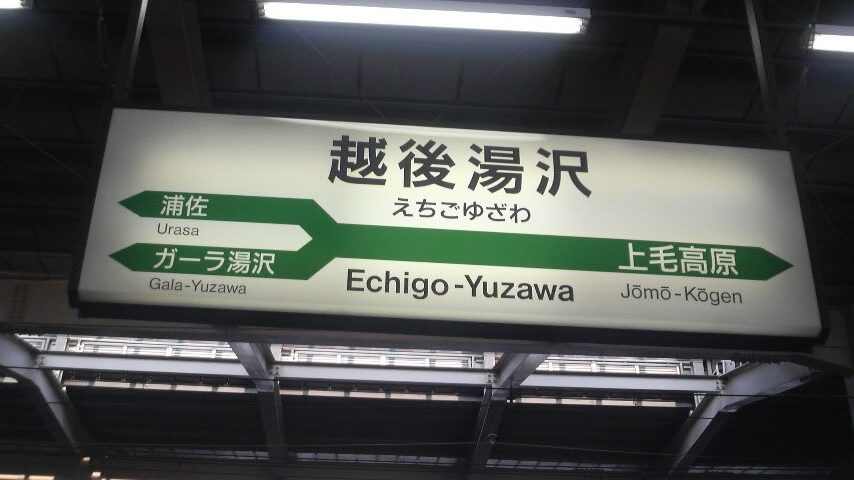 越後湯沢
えちごゆざわ
Echigo-Yuzawa
浦佐
Urasa
ガーラ湯沢
Gala-Yuzawa
上毛高原
Jōmō-Kōgen